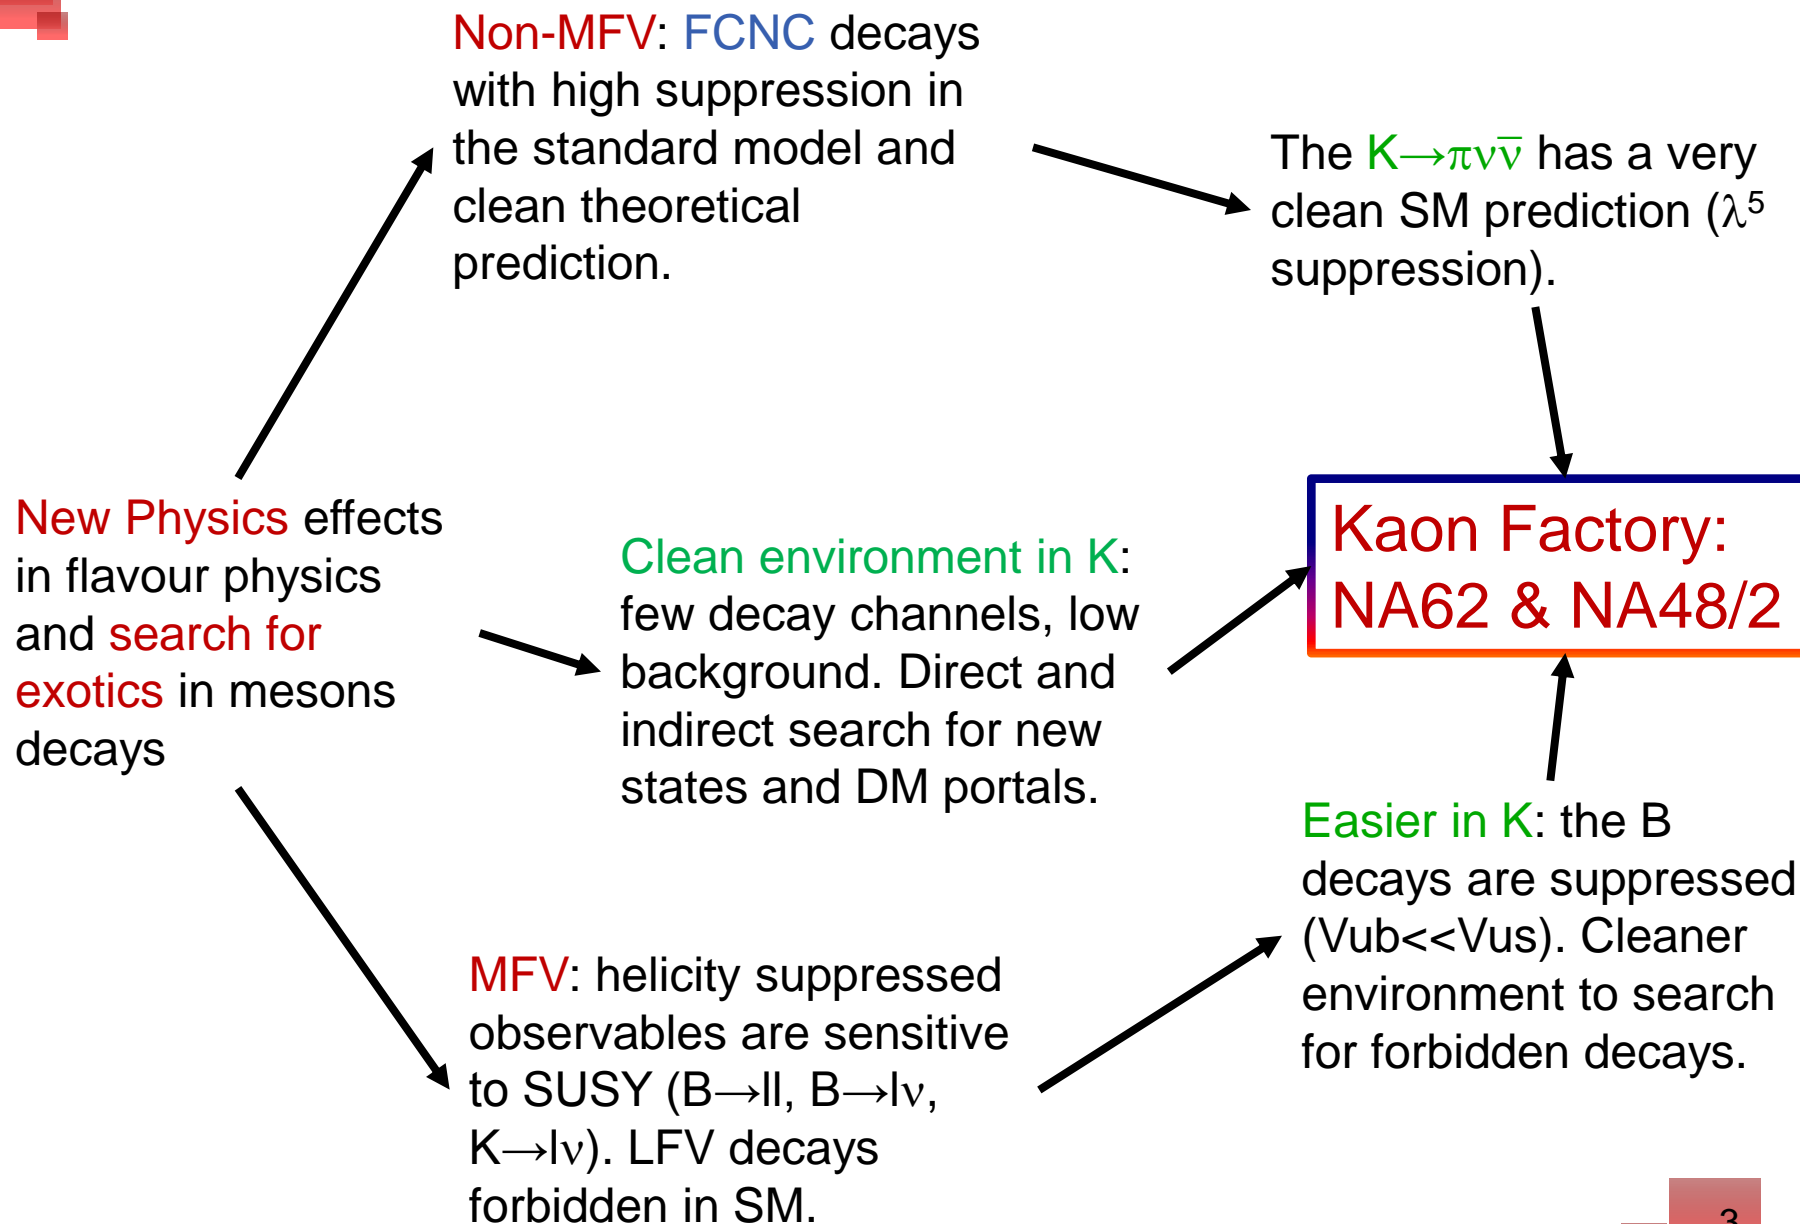 Non-MFV: FCNC decays
with high suppression in
the standard model and
clean theoretical
prediction.
The K→πνν̅ has a very
clean SM prediction (λ⁵
suppression).
New Physics effects
in flavour physics
and search for
exotics in mesons
decays
Clean environment in K:
few decay channels, low
background. Direct and
indirect search for new
states and DM portals.
Kaon Factory:
NA62 & NA48/2
MFV: helicity suppressed
observables are sensitive
to SUSY (B→ll, B→lν,
K→lν). LFV decays
forbidden in SM.
Easier in K: the B
decays are suppressed
(Vub<<Vus). Cleaner
environment to search
for forbidden decays.
3